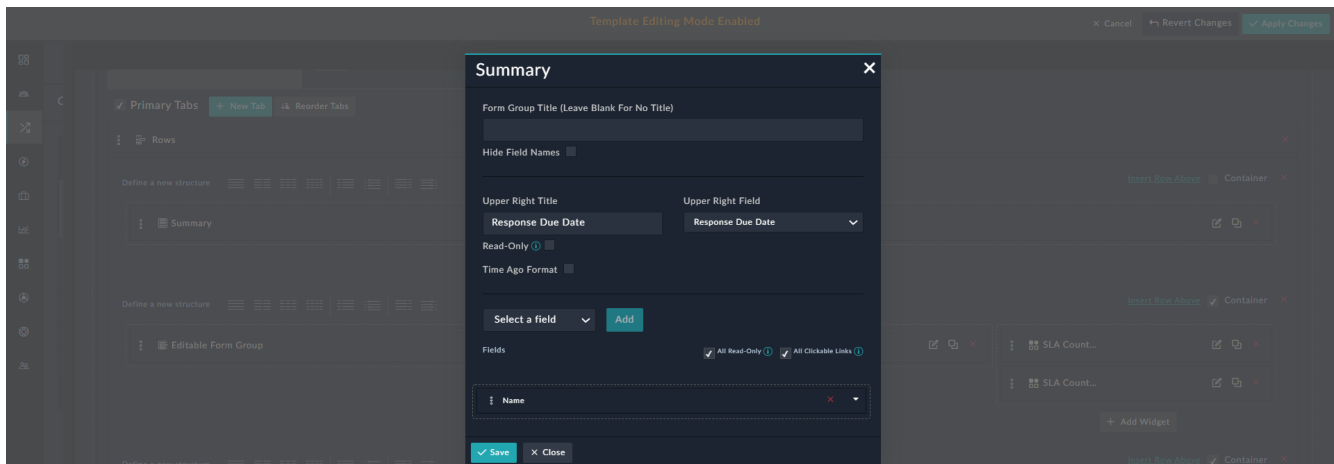 Template Editing Mode Enabled
Cancel
Revert Changes
Apply Changes
Summary
Form Group Title (Leave Blank For No Title)
Hide Field Names
Upper Right Title
Upper Right Field
Response Due Date
Response Due Date
Read-Only
Time Ago Format
Select a field
Add
Fields
All Read-Only
All Clickable Links
Name
Save
Close
Primary Tabs
New Tab
Reorder Tabs
Rows
Define a new structure
Insert Row Above
Container
Summary
Define a new structure
Insert Row Above
Container
Editable Form Group
SLA Count...
SLA Count...
+ Add Widget
Define a new structure
Insert Row Above
Container